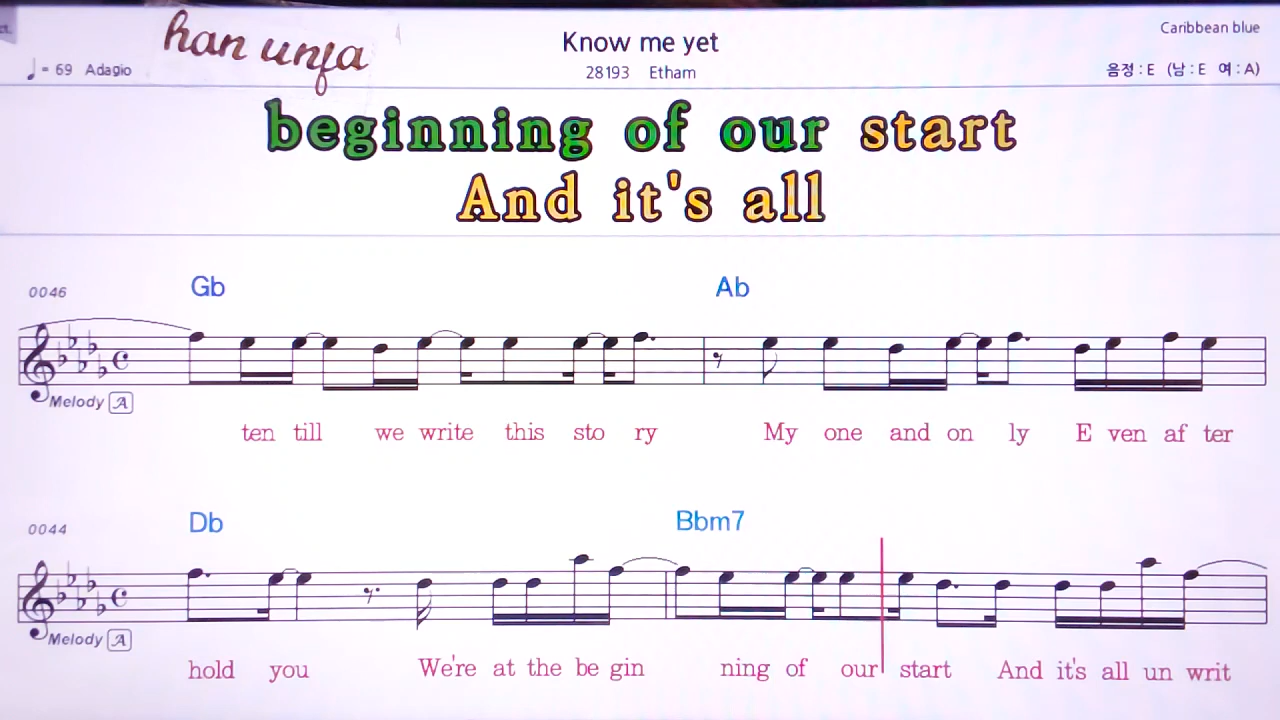 han unfa
Know me yet
Caribbean blue
♩= 69 Adagio
28193 Etham
음정 : E (남 : E 여 : A)
beginning of our start
And it's all
0046
Gb Ab
Melody A
ten till we write this sto ry My one and on ly E ven af ter
0044
Db Bbm7
Melody A
hold you We're at the be gin ning of our start And it's all un writ